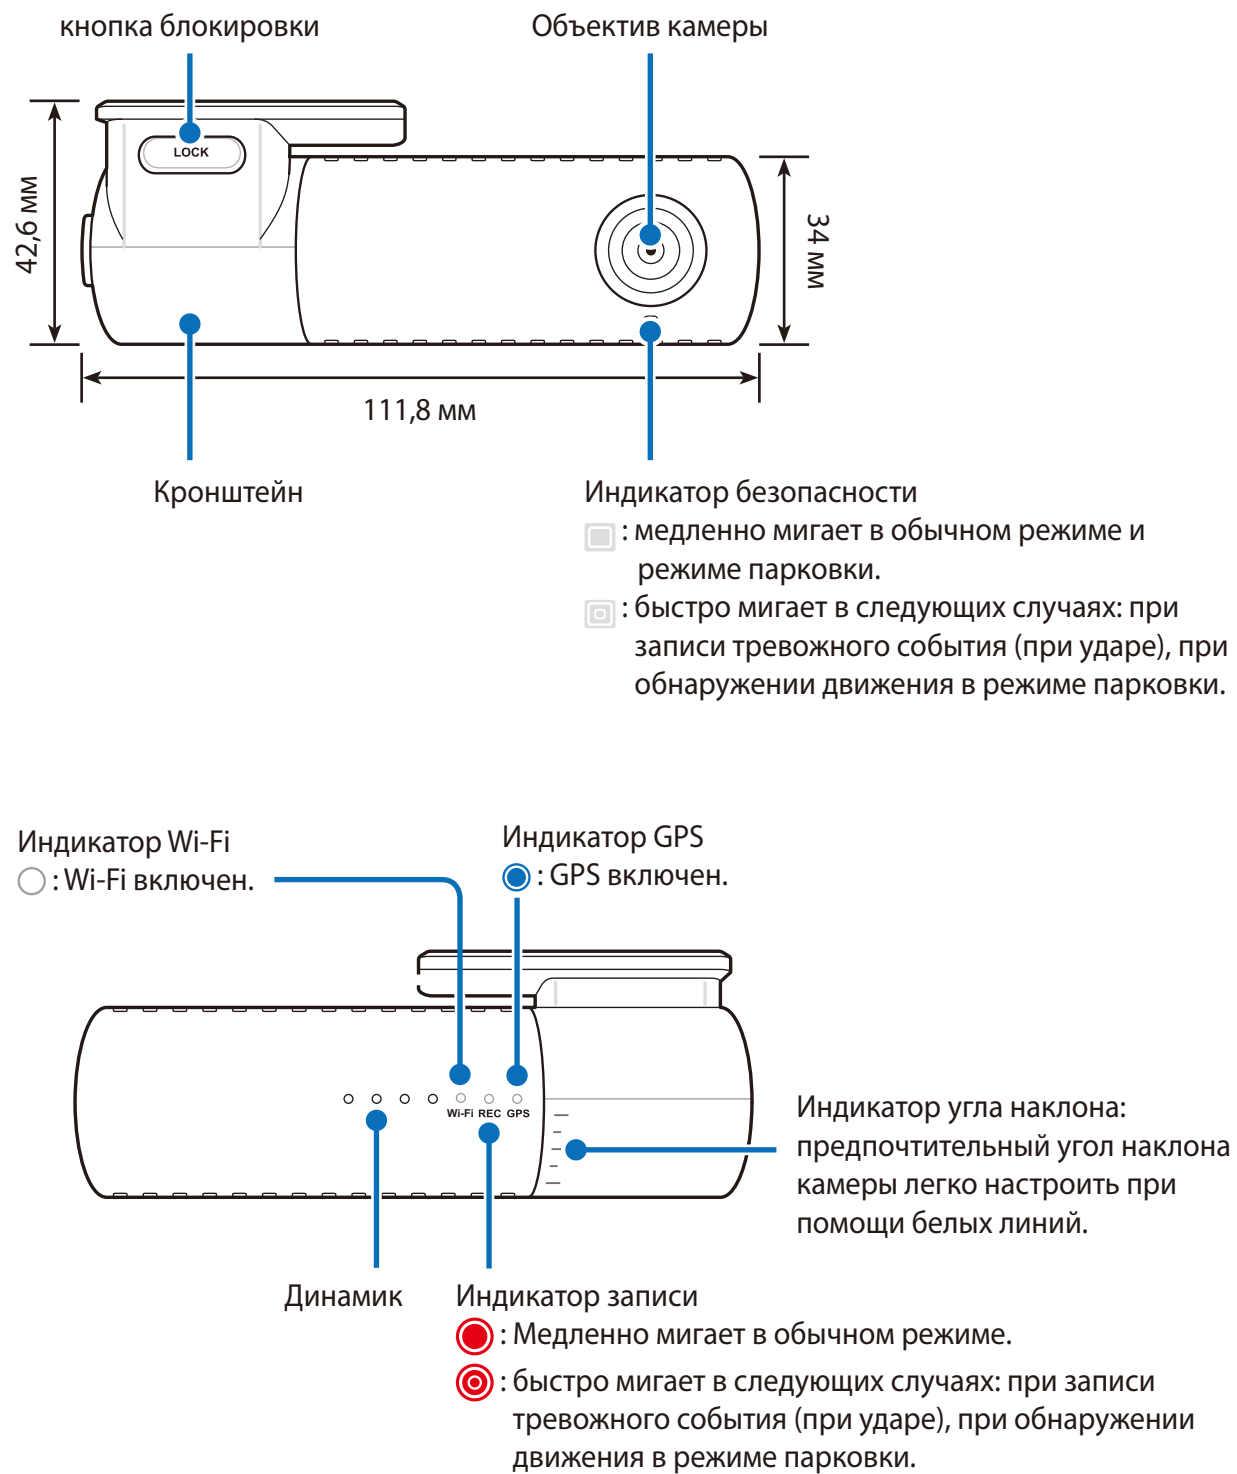 кнопка блокировки
Объектив камеры
LOCK
42,6 мм
34 мм
111,8 мм
Кронштейн
Индикатор безопасности
: медленно мигает в обычном режиме и
режиме парковки.
: быстро мигает в следующих случаях: при
записи тревожного события (при ударе), при
обнаружении движения в режиме парковки.
Индикатор Wi-Fi
: Wi-Fi включен.
Индикатор GPS
: GPS включен.
Wi-Fi REC GPS
Индикатор угла наклона:
предпочтительный угол наклона
камеры легко настроить при
помощи белых линий.
Динамик
Индикатор записи
: Медленно мигает в обычном режиме.
: быстро мигает в следующих случаях: при записи
тревожного события (при ударе), при обнаружении
движения в режиме парковки.